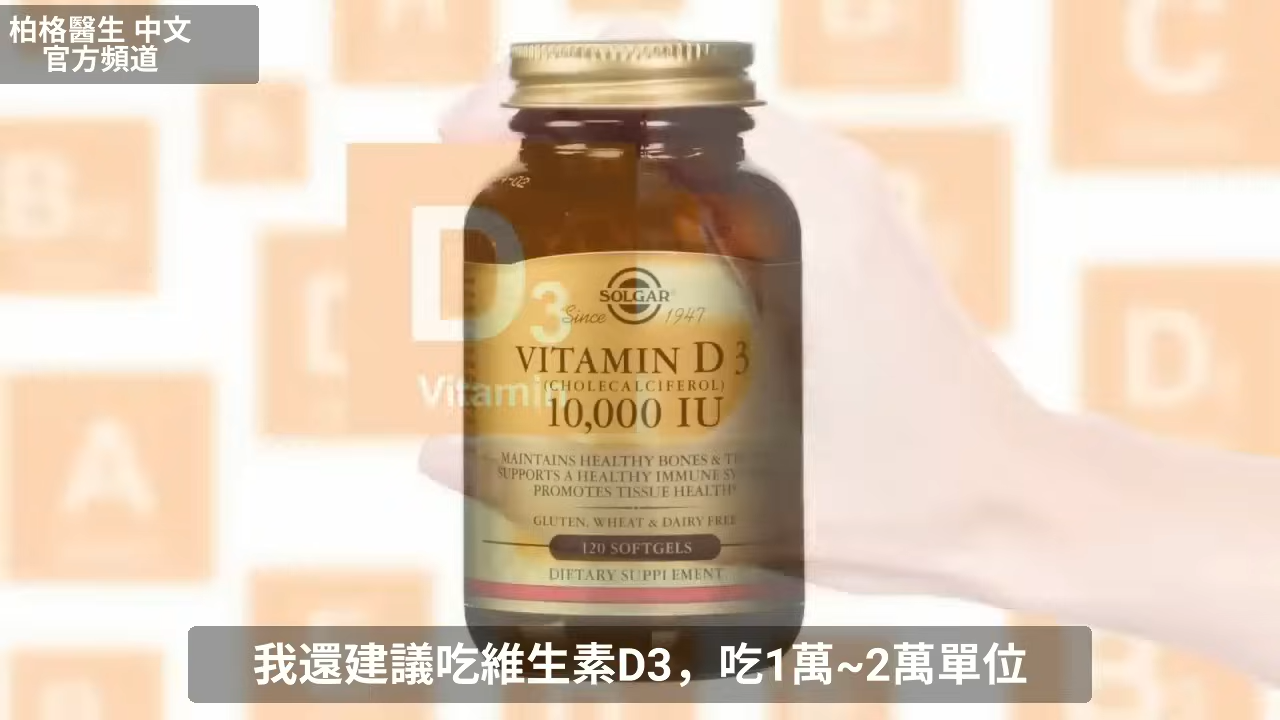 柏格醫生 中文
官方頻道
D3
Vitamin
SOLGAR
Since 1947
VITAMIN D 3
(CHOLECALCIFEROL)
10,000 IU
MAINTAINS HEALTHY BONES &
SUPPORTS A HEALTHY IMMUNE
PROMOTES TISSUE HEALTH
GLUTEN, WHEAT & DAIRY FREE
120 SOFTGELS
DIETARY SUPPLEMENT
C
B
D
A
D
我還建議吃維生素D3，吃1萬~2萬單位